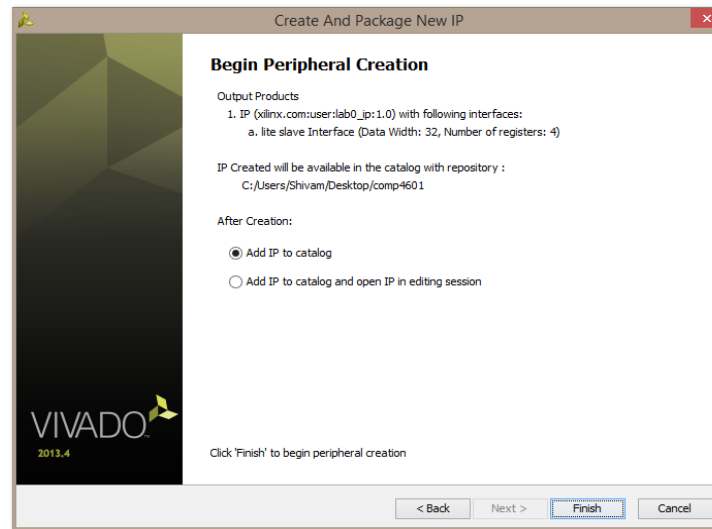 Create And Package New IP
Begin Peripheral Creation
Output Products
1. IP (xilinx.com:user:lab0_ip:1.0) with following interfaces:
a. lite slave Interface (Data Width: 32, Number of registers: 4)
IP Created will be available in the catalog with repository :
C:/Users/Shivam/Desktop/comp4601
After Creation:
Add IP to catalog
Add IP to catalog and open IP in editing session
VIVADO
2013.4
Click 'Finish' to begin peripheral creation
< Back Next > Finish Cancel